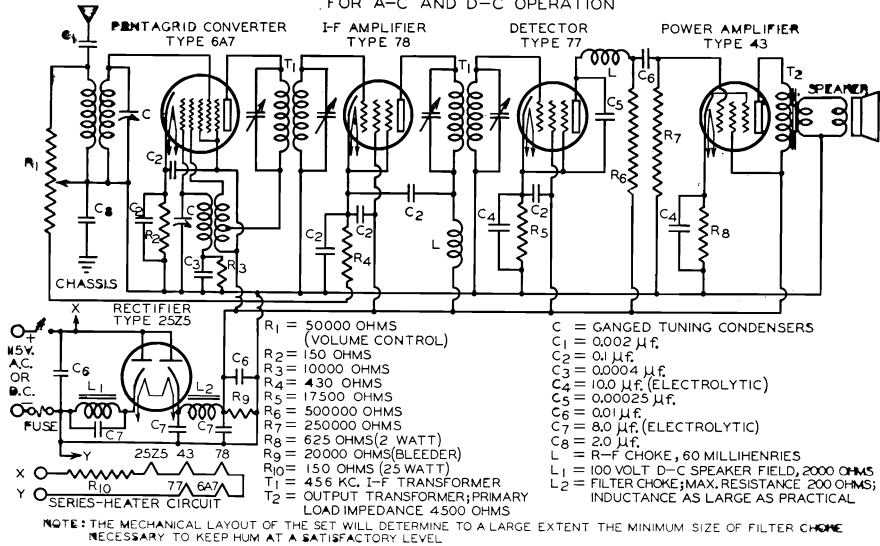 FOR A-C AND D-C OPERATION
PENTAGRID CONVERTER
TYPE 6A7
I-F AMPLIFIER
TYPE 78
DETECTOR
TYPE 77
POWER AMPLIFIER
TYPE 43
C1
C
R1
C8
CHASSIS
C2
C2
R2
C
C3
R3
T1
C2
C2
C2
R4
L
T1
C4
C2
R5
L
C5
C6
R6
R7
C4
R8
T2
SPEAKER
RECTIFIER
TYPE 25Z5
X
+
115V.
A.C.
OR
D.C.
–
FUSE
C6
L1
C7
Y
C7
L2
C7
C6
R9
25Z5 43 78
X
R10
Y
77 6A7
SERIES-HEATER CIRCUIT
R1 = 50000 OHMS
(VOLUME CONTROL)
R2 = 150 OHMS
R3 = 10000 OHMS
R4 = 430 OHMS
R5 = 17500 OHMS
R6 = 500000 OHMS
R7 = 250000 OHMS
R8 = 625 OHMS (2 WATT)
R9 = 20000 OHMS (BLEEDER)
R10 = 150 OHMS (25 WATT)
T1 = 456 KC. I-F TRANSFORMER
T2 = OUTPUT TRANSFORMER; PRIMARY
LOAD IMPEDANCE 4500 OHMS
C = GANGED TUNING CONDENSERS
C1 = 0.002 µf.
C2 = 0.1 µf.
C3 = 0.0004 µf.
C4 = 10.0 µf. (ELECTROLYTIC)
C5 = 0.00025 µf.
C6 = 0.01 µf.
C7 = 8.0 µf. (ELECTROLYTIC)
C8 = 2.0 µf.
L = R-F CHOKE, 60 MILLIHENRIES
L1 = 100 VOLT D-C SPEAKER FIELD, 2000 OHMS
L2 = FILTER CHOKE; MAX. RESISTANCE 200 OHMS;
INDUCTANCE AS LARGE AS PRACTICAL
NOTE: THE MECHANICAL LAYOUT OF THE SET WILL DETERMINE TO A LARGE EXTENT THE MINIMUM SIZE OF FILTER CHOKE
NECESSARY TO KEEP HUM AT A SATISFACTORY LEVEL